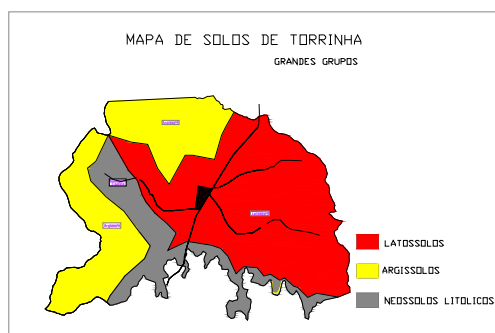 MAPA DE SOLOS DE TORRINHA
GRANDES GRUPOS
LATOSSOLOS
ARGISSOLOS
NEOSSOLOS LITOLICOS